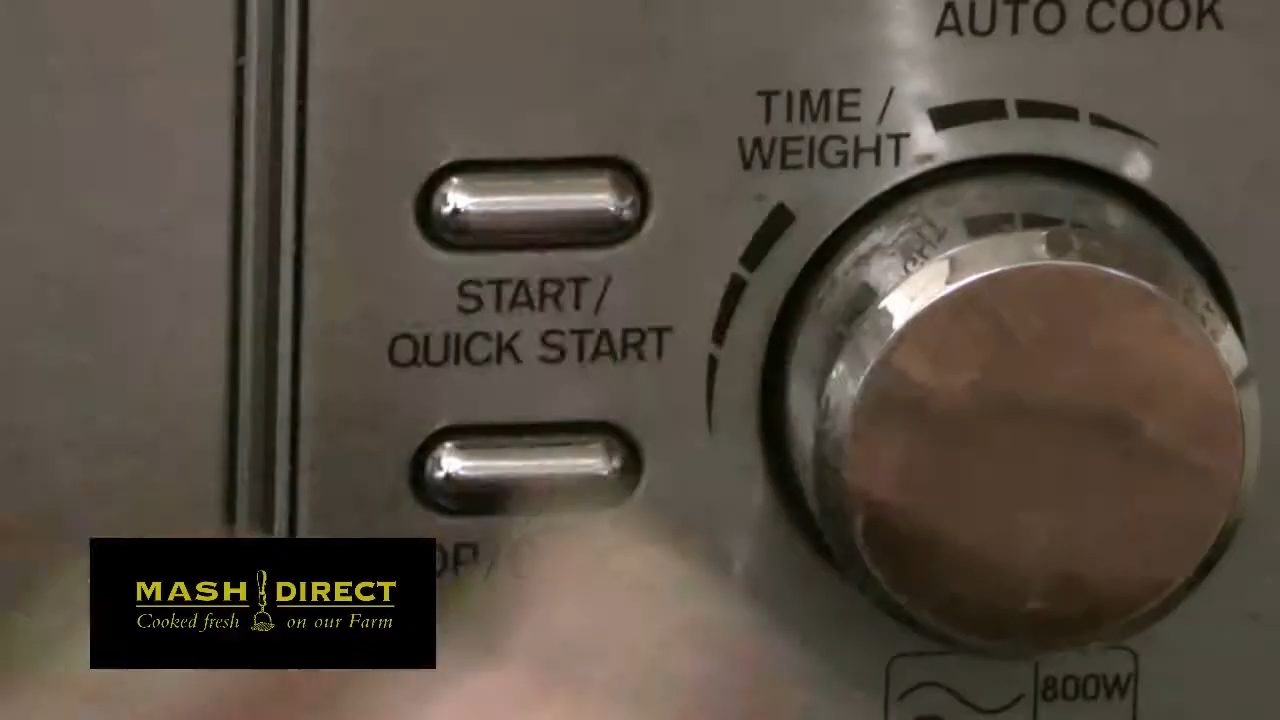 AUTO COOK
TIME /
WEIGHT
START/
QUICK START
MASH DIRECT
Cooked fresh on our Farm
800W